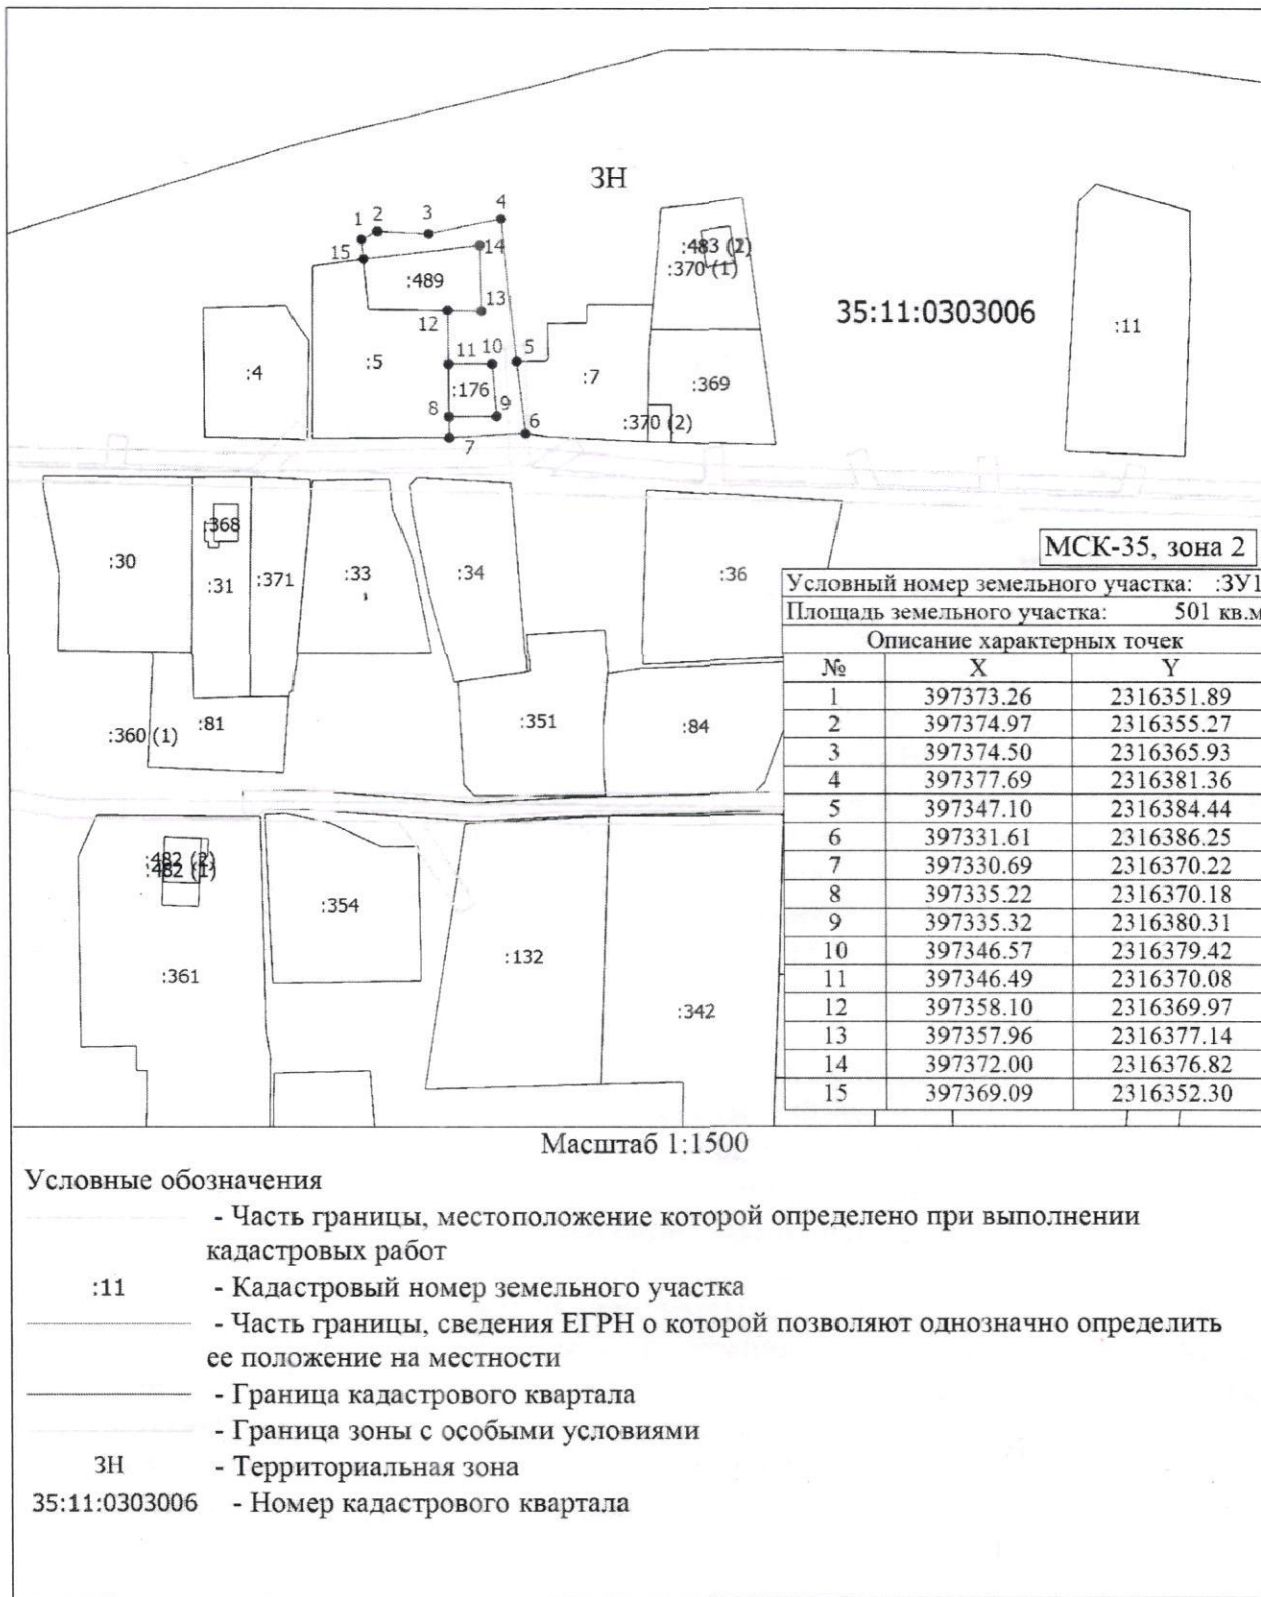 ЗН
4
1 2 3
15 14
:489
13
12
:483 (2)
:370 (1)
35:11:0303006
:11
:4
:5
11 10 5
:176
:7
:369
8 9 6
:370 (2)
7
:368
:30
:31
:371
:33
:34
:36
МСК-35, зона 2
Условный номер земельного участка: :ЗУ1
Площадь земельного участка: 501 кв.м
Описание характерных точек
№ X Y
1 397373.26 2316351.89
2 397374.97 2316355.27
3 397374.50 2316365.93
4 397377.69 2316381.36
5 397347.10 2316384.44
6 397331.61 2316386.25
7 397330.69 2316370.22
8 397335.22 2316370.18
9 397335.32 2316380.31
10 397346.57 2316379.42
11 397346.49 2316370.08
12 397358.10 2316369.97
13 397357.96 2316377.14
14 397372.00 2316376.82
15 397369.09 2316352.30
:360 (1)
:81
:351
:84
:482 (2)
:482 (1)
:354
:132
:361
:342
Масштаб 1:1500
Условные обозначения
- Часть границы, местоположение которой определено при выполнении
кадастровых работ
:11 - Кадастровый номер земельного участка
- Часть границы, сведения ЕГРН о которой позволяют однозначно определить
ее положение на местности
- Граница кадастрового квартала
- Граница зоны с особыми условиями
ЗН - Территориальная зона
35:11:0303006 - Номер кадастрового квартала